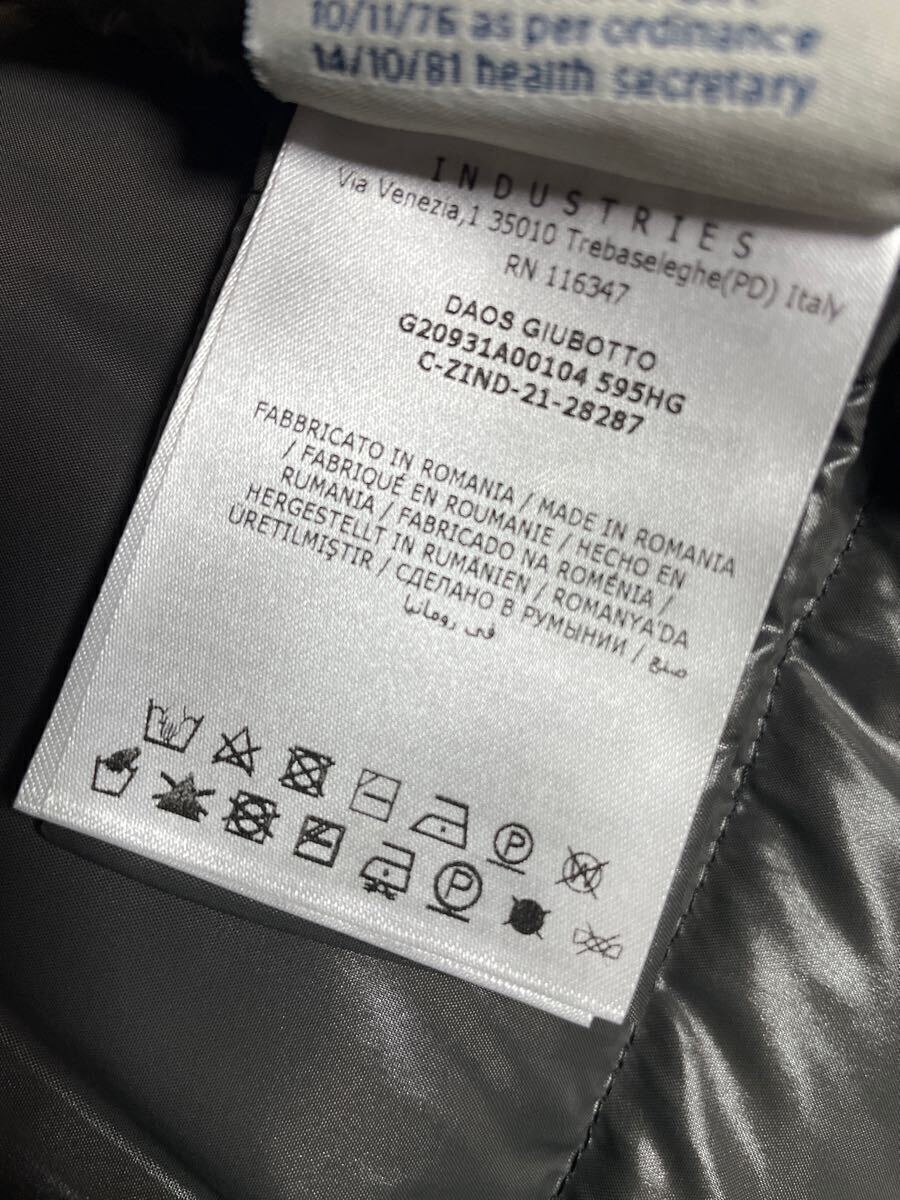 10/11/76 as per ordinance
14/10/81 health secretary
INDUSTRIES
Via Venezia,1 35010 Trebaseleghe(PD) Italy
RN 116347
DAOS GIUBOTTO
G20931A00104 595HG
C-ZIND-21-28287
FABBRICATO IN ROMANIA / MADE IN ROMANIA
/ FABRIQUÉ EN ROUMANIE / HECHO EN
RUMANIA / FABRICADO NA ROMÉNIA /
HERGESTELLT IN RUMÄNIEN / ROMANYA'DA
ÜRETILMIŞTIR / СДЕЛАНО В РУМЫНИИ / صنع
في رومانيا
P
W
P